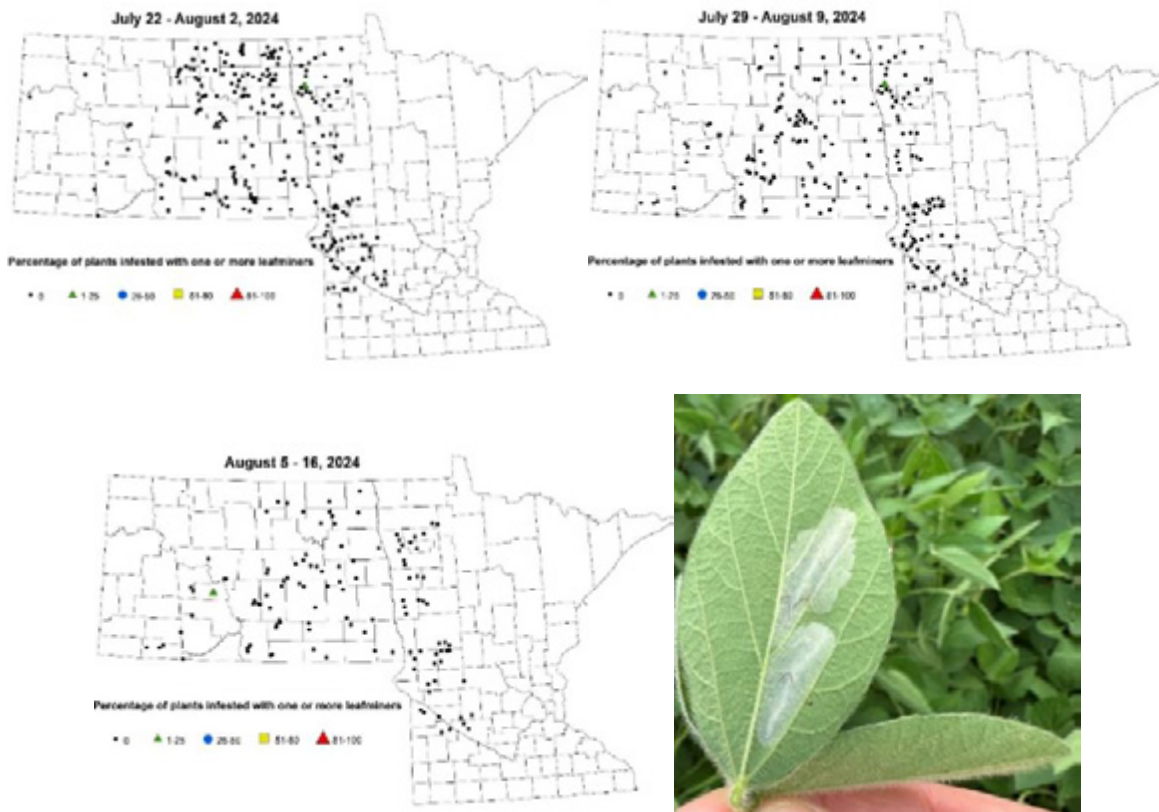 July 22 - August 2, 2024
Percentage of plants infested with one or more leafminers
0 1-25 26-50 51-80 81-100
July 29 - August 9, 2024
Percentage of plants infested with one or more leafminers
0 1-25 26-50 51-80 81-100
August 5 - 16, 2024
Percentage of plants infested with one or more leafminers
0 1-25 26-50 51-80 81-100